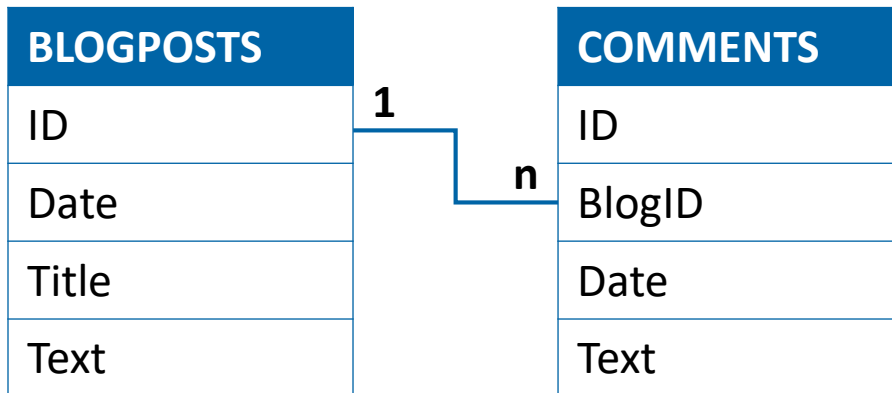 BLOGPOSTS
ID
Date
Title
Text
1
n
COMMENTS
ID
BlogID
Date
Text